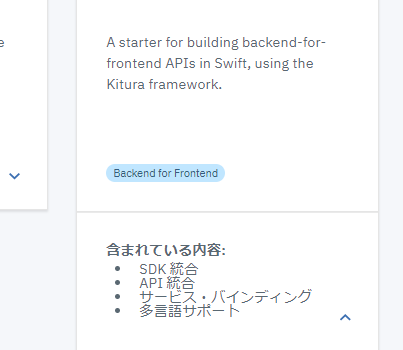 e
A starter for building backend-for-
frontend APIs in Swift, using the
Kitura framework.
Backend for Frontend
含まれている内容:
• SDK 統合
• API 統合
• サービス・バインディング
• 多言語サポート